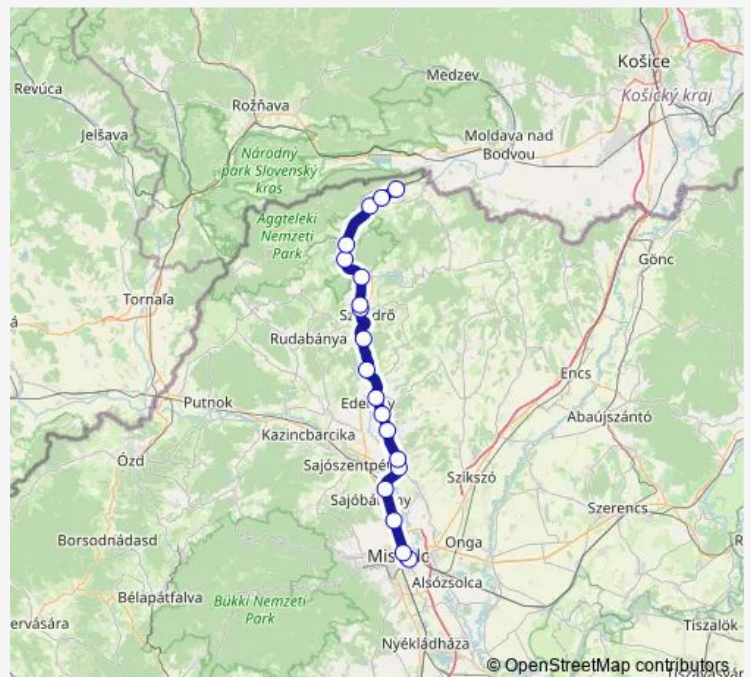 Košice
Medzev
Revúca
Košický kraj
Rožňava
Jelšava
Moldava nad
Bodvou
Národný
park Slovenský
kras
Aggteleki
Nemzeti
Park
Gönc
Tornaľa
Rudabánya
Encs
Putnok
Abaújszántó
Kazincbarcika
Ózd
Szikszó
Szerencs
Borsodnádasd
Onga
Alsózsolca
Bélapátfalva
Bükki Nemzeti
Park
Tiszalök
Nyékládháza
© OpenStreetMap contributors